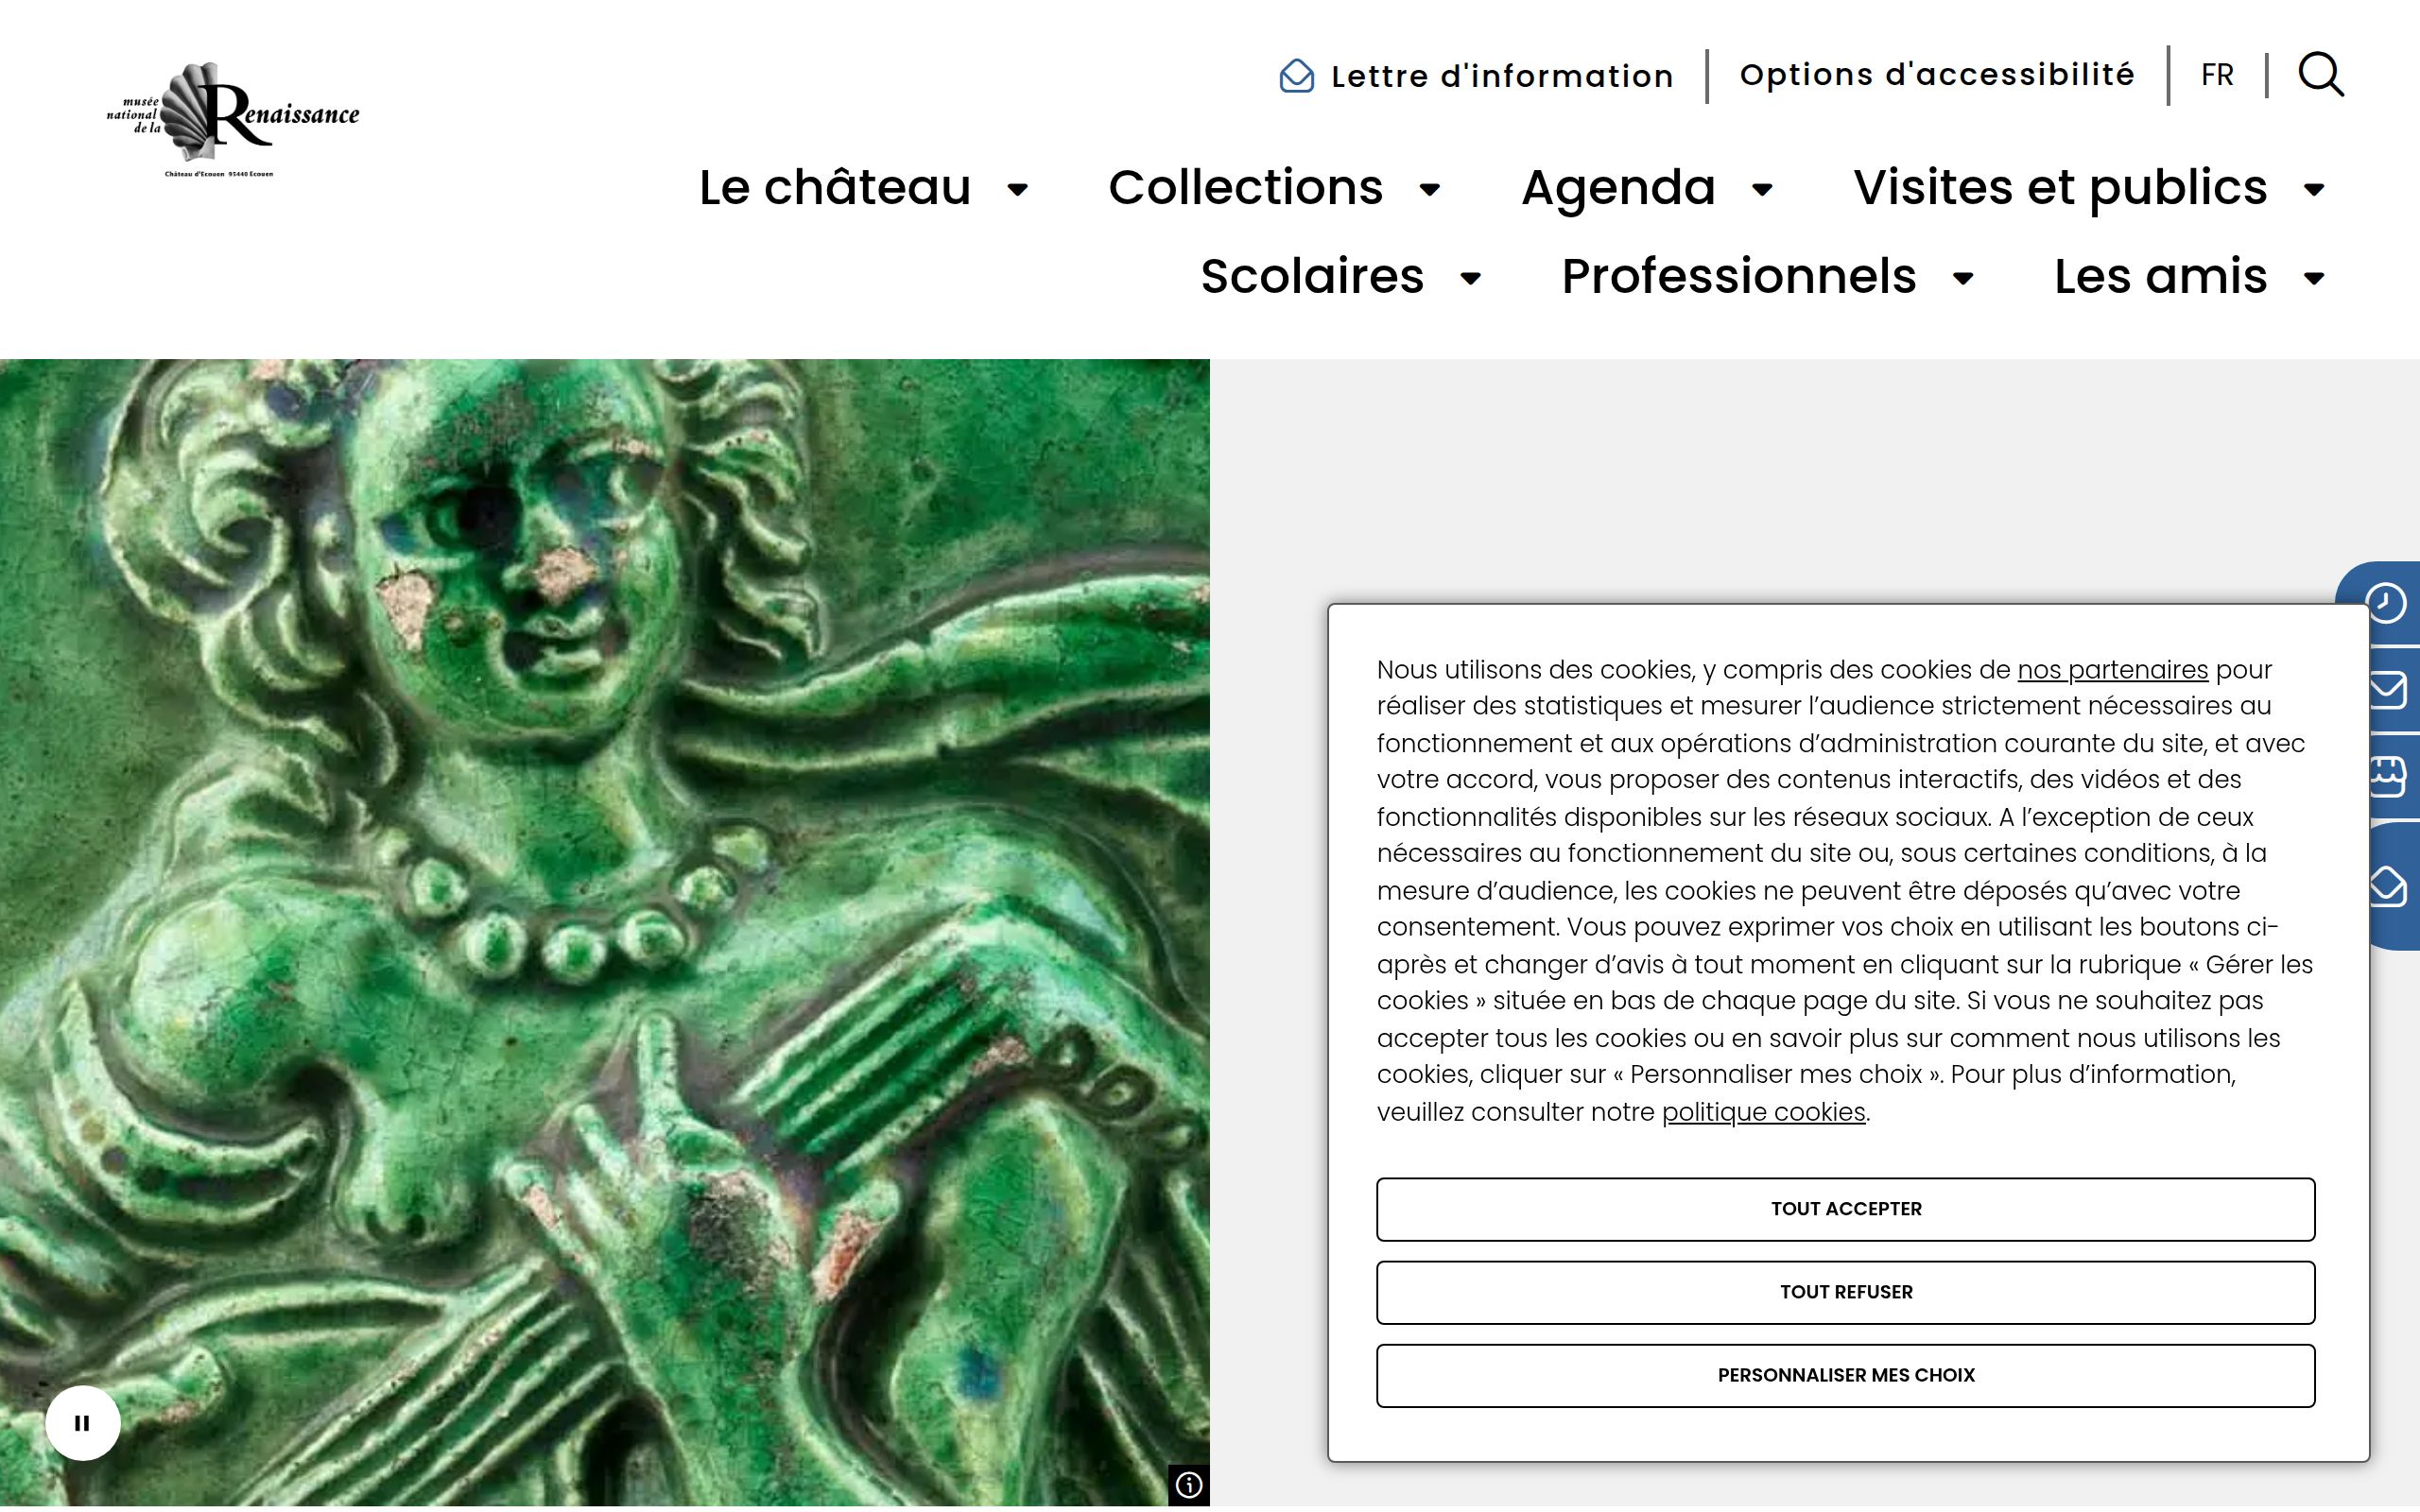 musée
national
de la
Renaissance
Château d'Ecouen 95440 Ecouen
Lettre d'information
Options d'accessibilité
FR
Le château
Collections
Agenda
Visites et publics
Scolaires
Professionnels
Les amis
Nous utilisons des cookies, y compris des cookies de nos partenaires pour
réaliser des statistiques et mesurer l’audience strictement nécessaires au
fonctionnement et aux opérations d’administration courante du site, et avec
votre accord, vous proposer des contenus interactifs, des vidéos et des
fonctionnalités disponibles sur les réseaux sociaux. A l’exception de ceux
nécessaires au fonctionnement du site ou, sous certaines conditions, à la
mesure d’audience, les cookies ne peuvent être déposés qu’avec votre
consentement. Vous pouvez exprimer vos choix en utilisant les boutons ci-
après et changer d’avis à tout moment en cliquant sur la rubrique « Gérer les
cookies » située en bas de chaque page du site. Si vous ne souhaitez pas
accepter tous les cookies ou en savoir plus sur comment nous utilisons les
cookies, cliquer sur « Personnaliser mes choix ». Pour plus d’information,
veuillez consulter notre politique cookies.
TOUT ACCEPTER
TOUT REFUSER
PERSONNALISER MES CHOIX